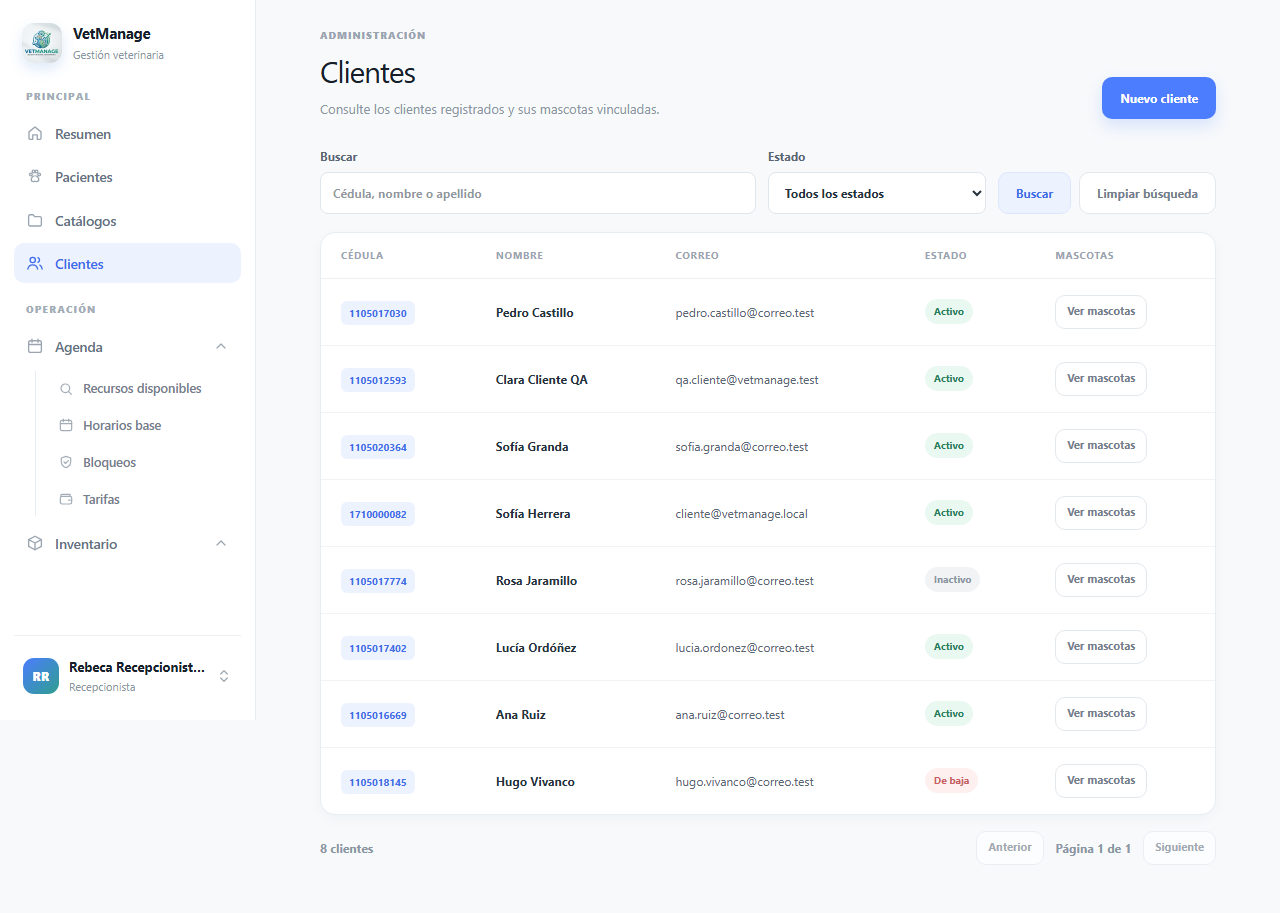 VETMANAGE
VetManage
Gestión veterinaria
PRINCIPAL
Resumen
Pacientes
Catálogos
Clientes
OPERACIÓN
Agenda
Recursos disponibles
Horarios base
Bloqueos
Tarifas
Inventario
RR
Rebeca Recepcionist...
Recepcionista
ADMINISTRACIÓN
Clientes
Consulte los clientes registrados y sus mascotas vinculadas.
Nuevo cliente
Buscar Estado
Cédula, nombre o apellido Todos los estados Buscar Limpiar búsqueda
CÉDULA NOMBRE CORREO ESTADO MASCOTAS
1105017030 Pedro Castillo pedro.castillo@correo.test Activo Ver mascotas
1105012593 Clara Cliente QA qa.cliente@vetmanage.test Activo Ver mascotas
1105020364 Sofía Granda sofia.granda@correo.test Activo Ver mascotas
1710000082 Sofía Herrera cliente@vetmanage.local Activo Ver mascotas
1105017774 Rosa Jaramillo rosa.jaramillo@correo.test Inactivo Ver mascotas
1105017402 Lucía Ordóñez lucia.ordonez@correo.test Activo Ver mascotas
1105016669 Ana Ruiz ana.ruiz@correo.test Activo Ver mascotas
1105018145 Hugo Vivanco hugo.vivanco@correo.test De baja Ver mascotas
8 clientes Anterior Página 1 de 1 Siguiente